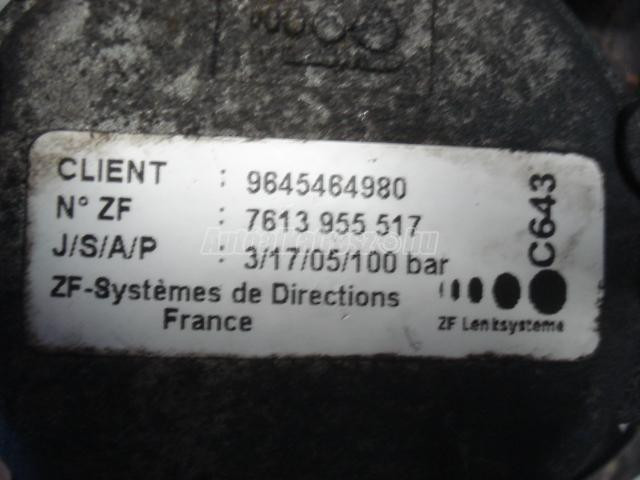 CLIENT : 9645464980
N° ZF : 7613 955 517
J/S/A/P : 3/17/05/100 bar
ZF-Systèmes de Directions
France
C643
ZF Lenksysteme